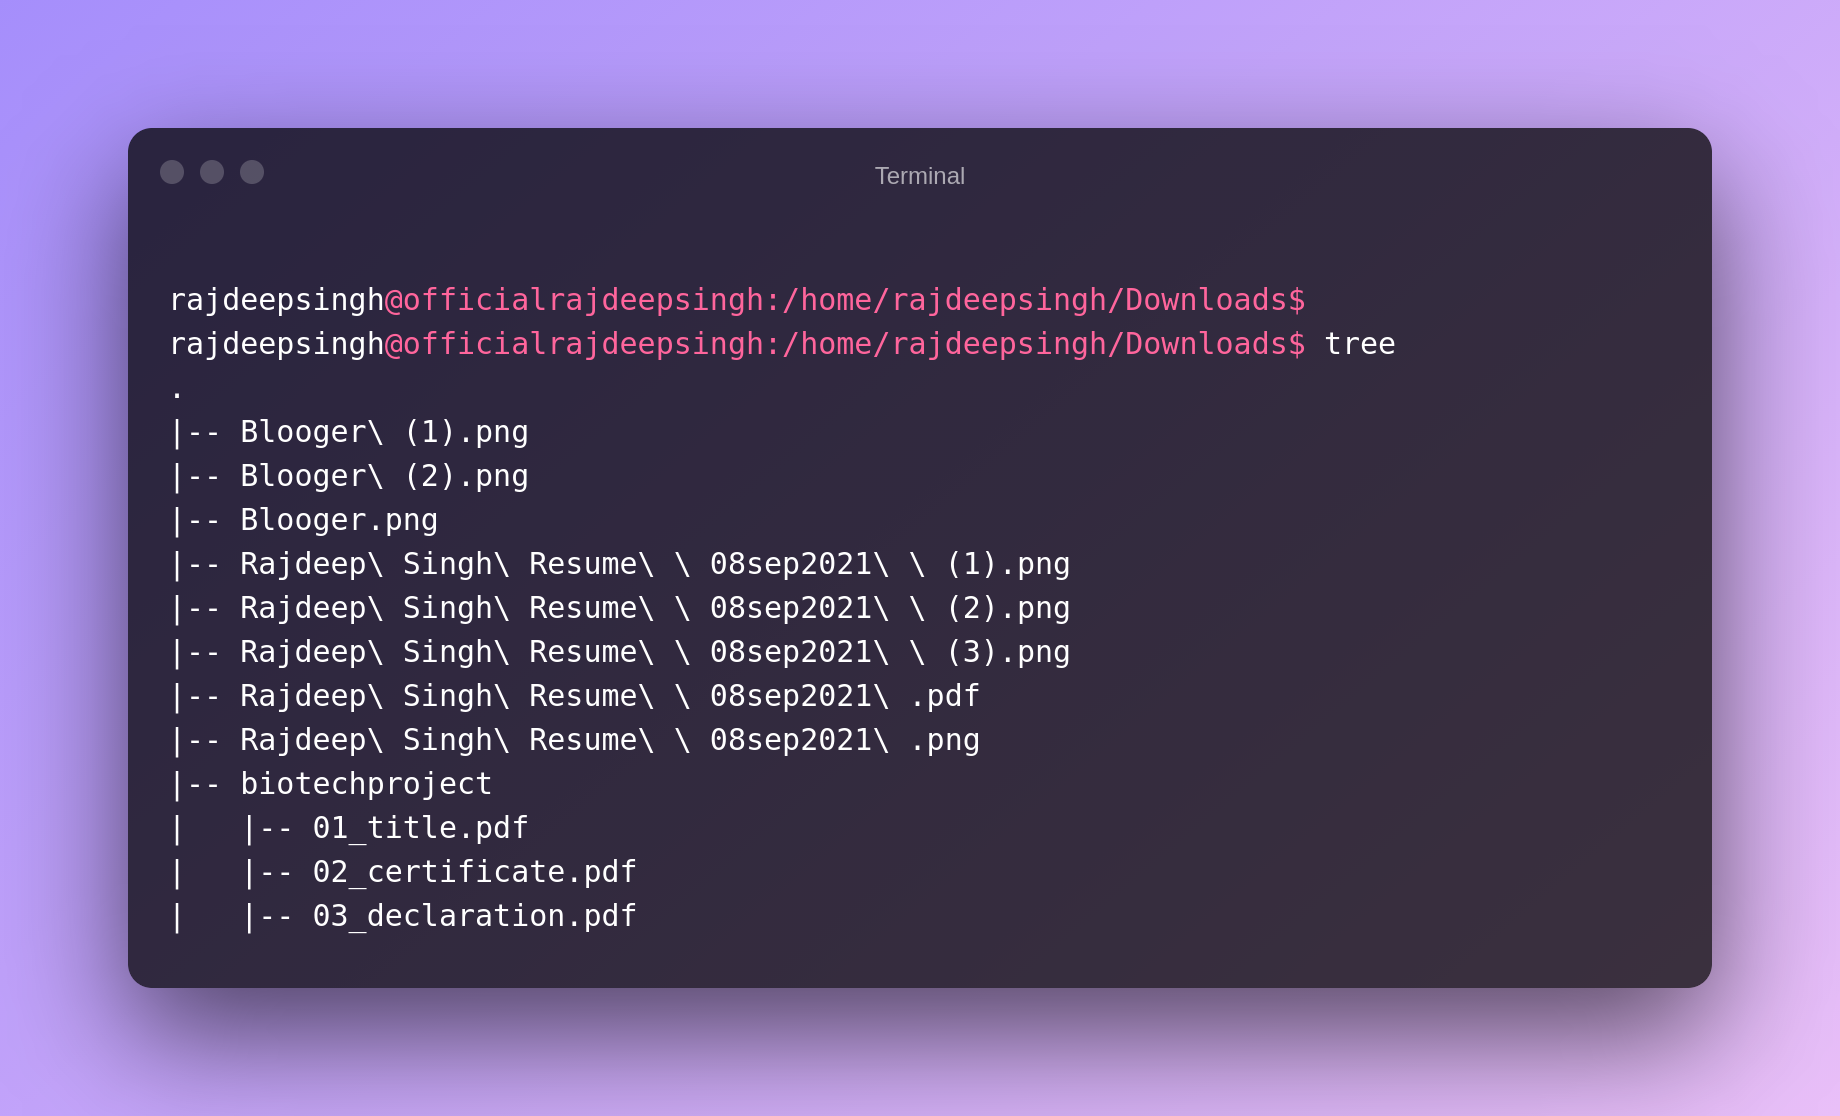 Terminal
rajdeepsingh@officialrajdeepsingh:/home/rajdeepsingh/Downloads$
rajdeepsingh@officialrajdeepsingh:/home/rajdeepsingh/Downloads$ tree
.
|-- Blooger\ (1).png
|-- Blooger\ (2).png
|-- Blooger.png
|-- Rajdeep\ Singh\ Resume\ \ 08sep2021\ \ (1).png
|-- Rajdeep\ Singh\ Resume\ \ 08sep2021\ \ (2).png
|-- Rajdeep\ Singh\ Resume\ \ 08sep2021\ \ (3).png
|-- Rajdeep\ Singh\ Resume\ \ 08sep2021\ .pdf
|-- Rajdeep\ Singh\ Resume\ \ 08sep2021\ .png
|-- biotechproject
|   |-- 01_title.pdf
|   |-- 02_certificate.pdf
|   |-- 03_declaration.pdf